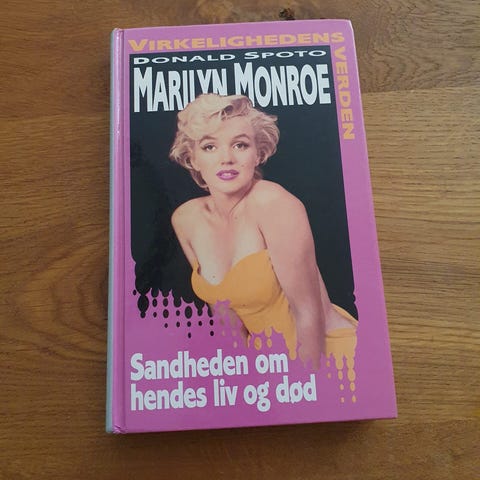 VIRKELIGHEDENS
VERDEN
DONALD SPOTO
MARILYN MONROE
Sandheden om
hendes liv og død